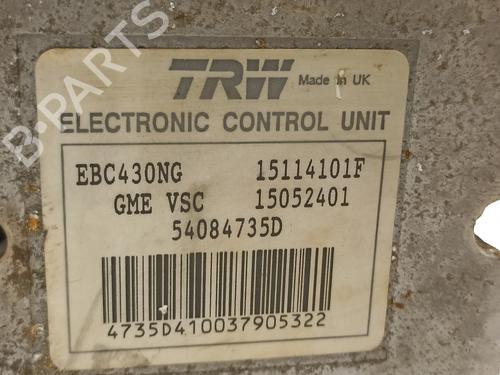 B-PARTS
TRW Made in UK
ELECTRONIC CONTROL UNIT
EBC430NG 15114101F
GME VSC 15052401
54084735D
4735D410037905322